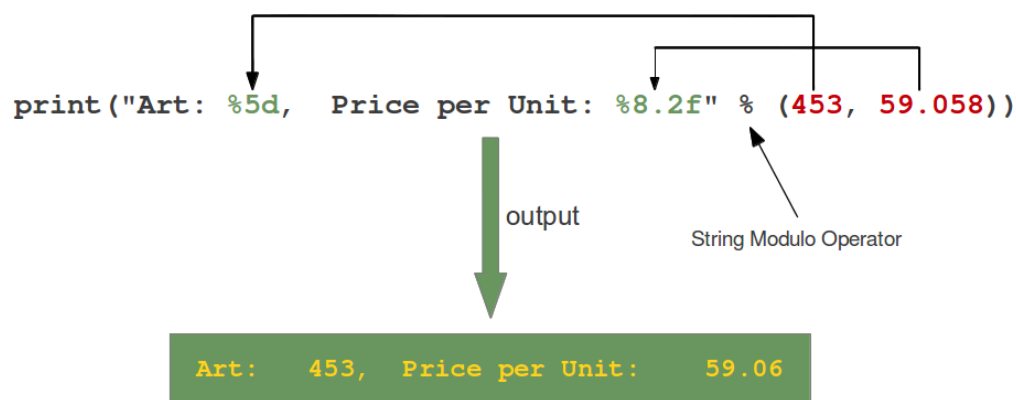 print("Art: %5d,  Price per Unit: %8.2f" % (453, 59.058))
output
String Modulo Operator
Art:   453,  Price per Unit:    59.06